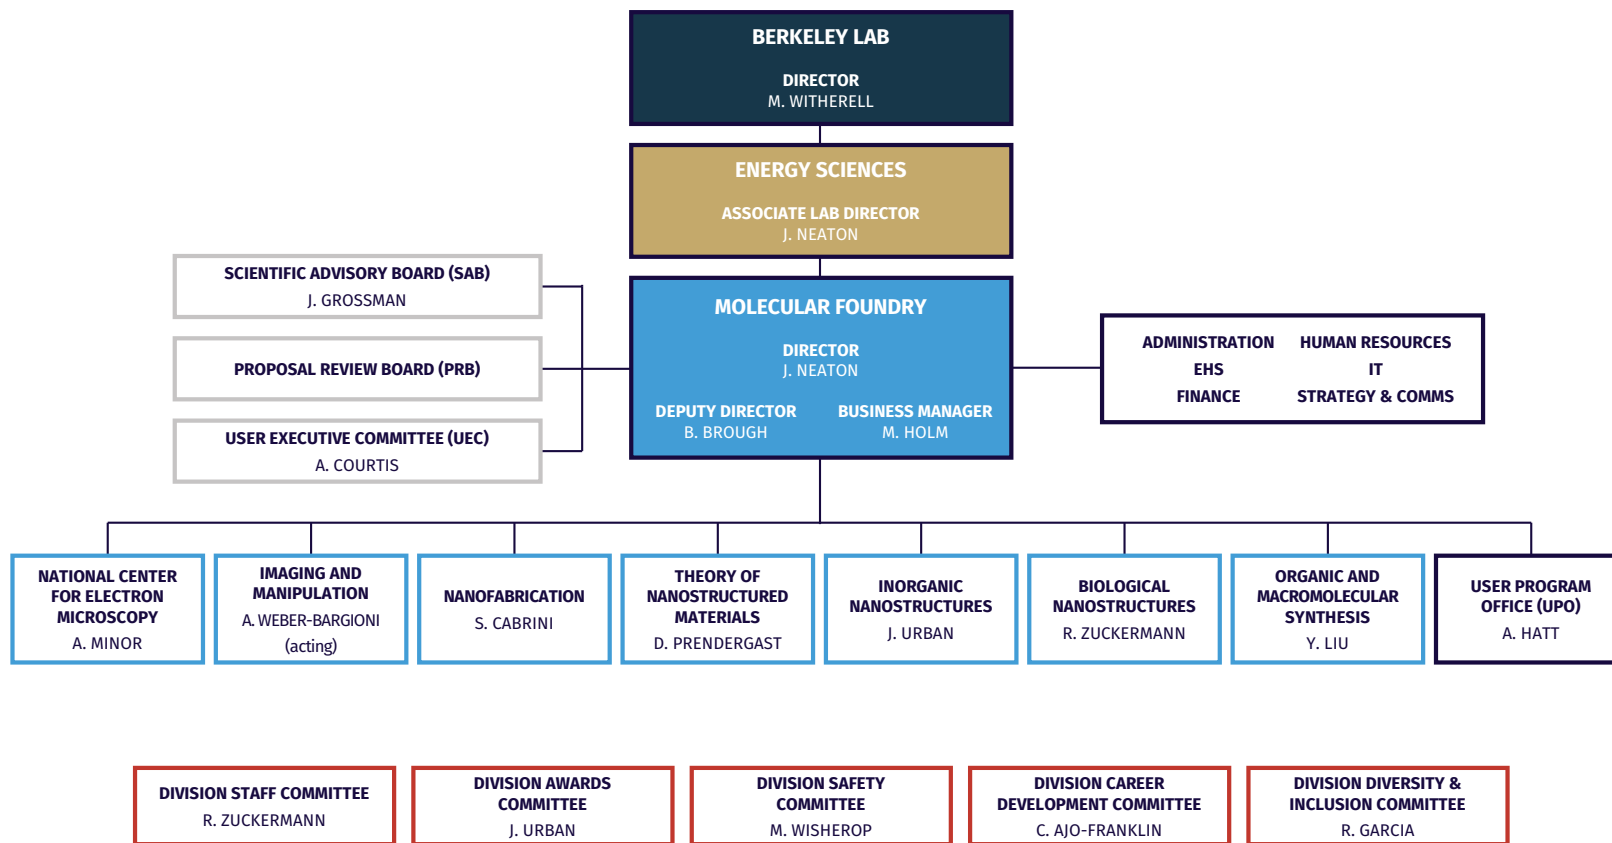 BERKELEY LAB
DIRECTOR
M. WITHERELL
ENERGY SCIENCES
ASSOCIATE LAB DIRECTOR
J. NEATON
SCIENTIFIC ADVISORY BOARD (SAB)
J. GROSSMAN
PROPOSAL REVIEW BOARD (PRB)
USER EXECUTIVE COMMITTEE (UEC)
A. COURTIS
MOLECULAR FOUNDRY
DIRECTOR
J. NEATON
DEPUTY DIRECTOR
B. BROUGH
BUSINESS MANAGER
M. HOLM
ADMINISTRATION
EHS
FINANCE
HUMAN RESOURCES
IT
STRATEGY & COMMS
NATIONAL CENTER
FOR ELECTRON
MICROSCOPY
A. MINOR
IMAGING AND
MANIPULATION
A. WEBER-BARGIONI
(acting)
NANOFABRICATION
S. CABRINI
THEORY OF
NANOSTRUCTURED
MATERIALS
D. PRENDERGAST
INORGANIC
NANOSTRUCTURES
J. URBAN
BIOLOGICAL
NANOSTRUCTURES
R. ZUCKERMANN
ORGANIC AND
MACROMOLECULAR
SYNTHESIS
Y. LIU
USER PROGRAM
OFFICE (UPO)
A. HATT
DIVISION STAFF COMMITTEE
R. ZUCKERMANN
DIVISION AWARDS
COMMITTEE
J. URBAN
DIVISION SAFETY
COMMITTEE
M. WISHEROP
DIVISION CAREER
DEVELOPMENT COMMITTEE
C. AJO-FRANKLIN
DIVISION DIVERSITY &
INCLUSION COMMITTEE
R. GARCIA